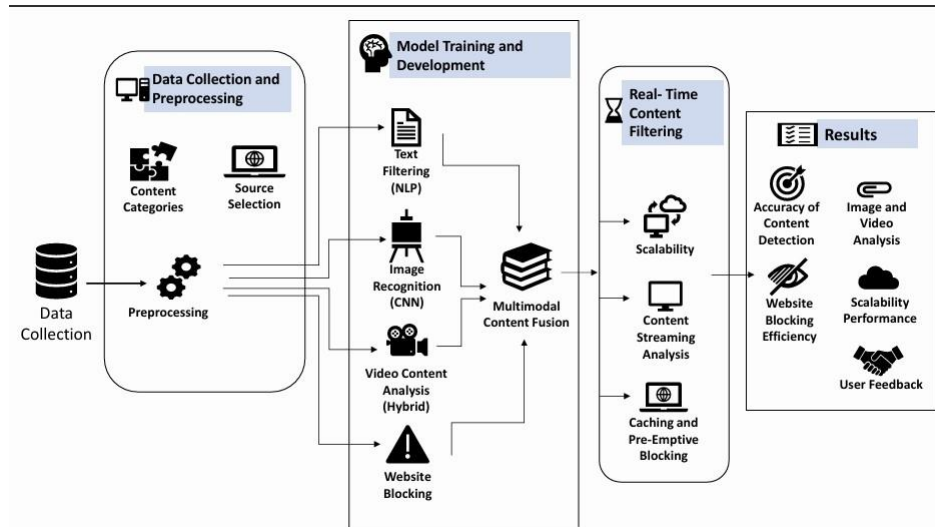 Data
Collection
Data Collection and
Preprocessing
Content
Categories
Source
Selection
Preprocessing
Model Training and
Development
Text
Filtering
(NLP)
Image
Recognition
(CNN)
Video Content
Analysis
(Hybrid)
Website
Blocking
Multimodal
Content Fusion
Real- Time
Content
Filtering
Scalability
Content
Streaming
Analysis
Caching and
Pre-Emptive
Blocking
Results
Accuracy of
Content
Detection
Image and
Video
Analysis
Website
Blocking
Efficiency
Scalability
Performance
User Feedback